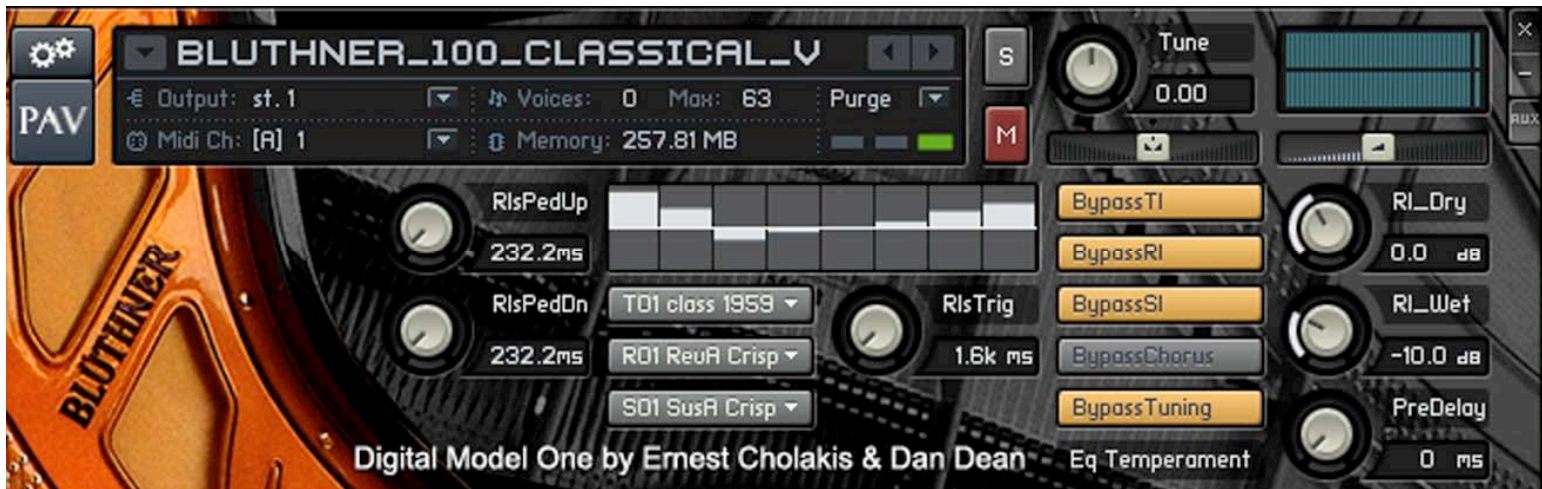 BLUTHNER_100_CLASSICAL_V
S
Tune
×
Output: st. 1
Voices: 0 Max: 63
Purge
0.00
–
PAV
Midi Ch: [A] 1
Memory: 257.81 MB
M
AUX
RlsPedUp
BypassTI
RI_Dry
232.2ms
BypassRI
0.0 dB
RlsPedDn
T01 class 1959
RlsTrig
BypassSI
RI_Wet
232.2ms
R01 RevA Crisp
1.6k ms
BypassChorus
-10.0 dB
S01 SusA Crisp
BypassTuning
PreDelay
BLÜTHNER
Digital Model One by Ernest Cholakis & Dan Dean
Eq Temperament
0 ms